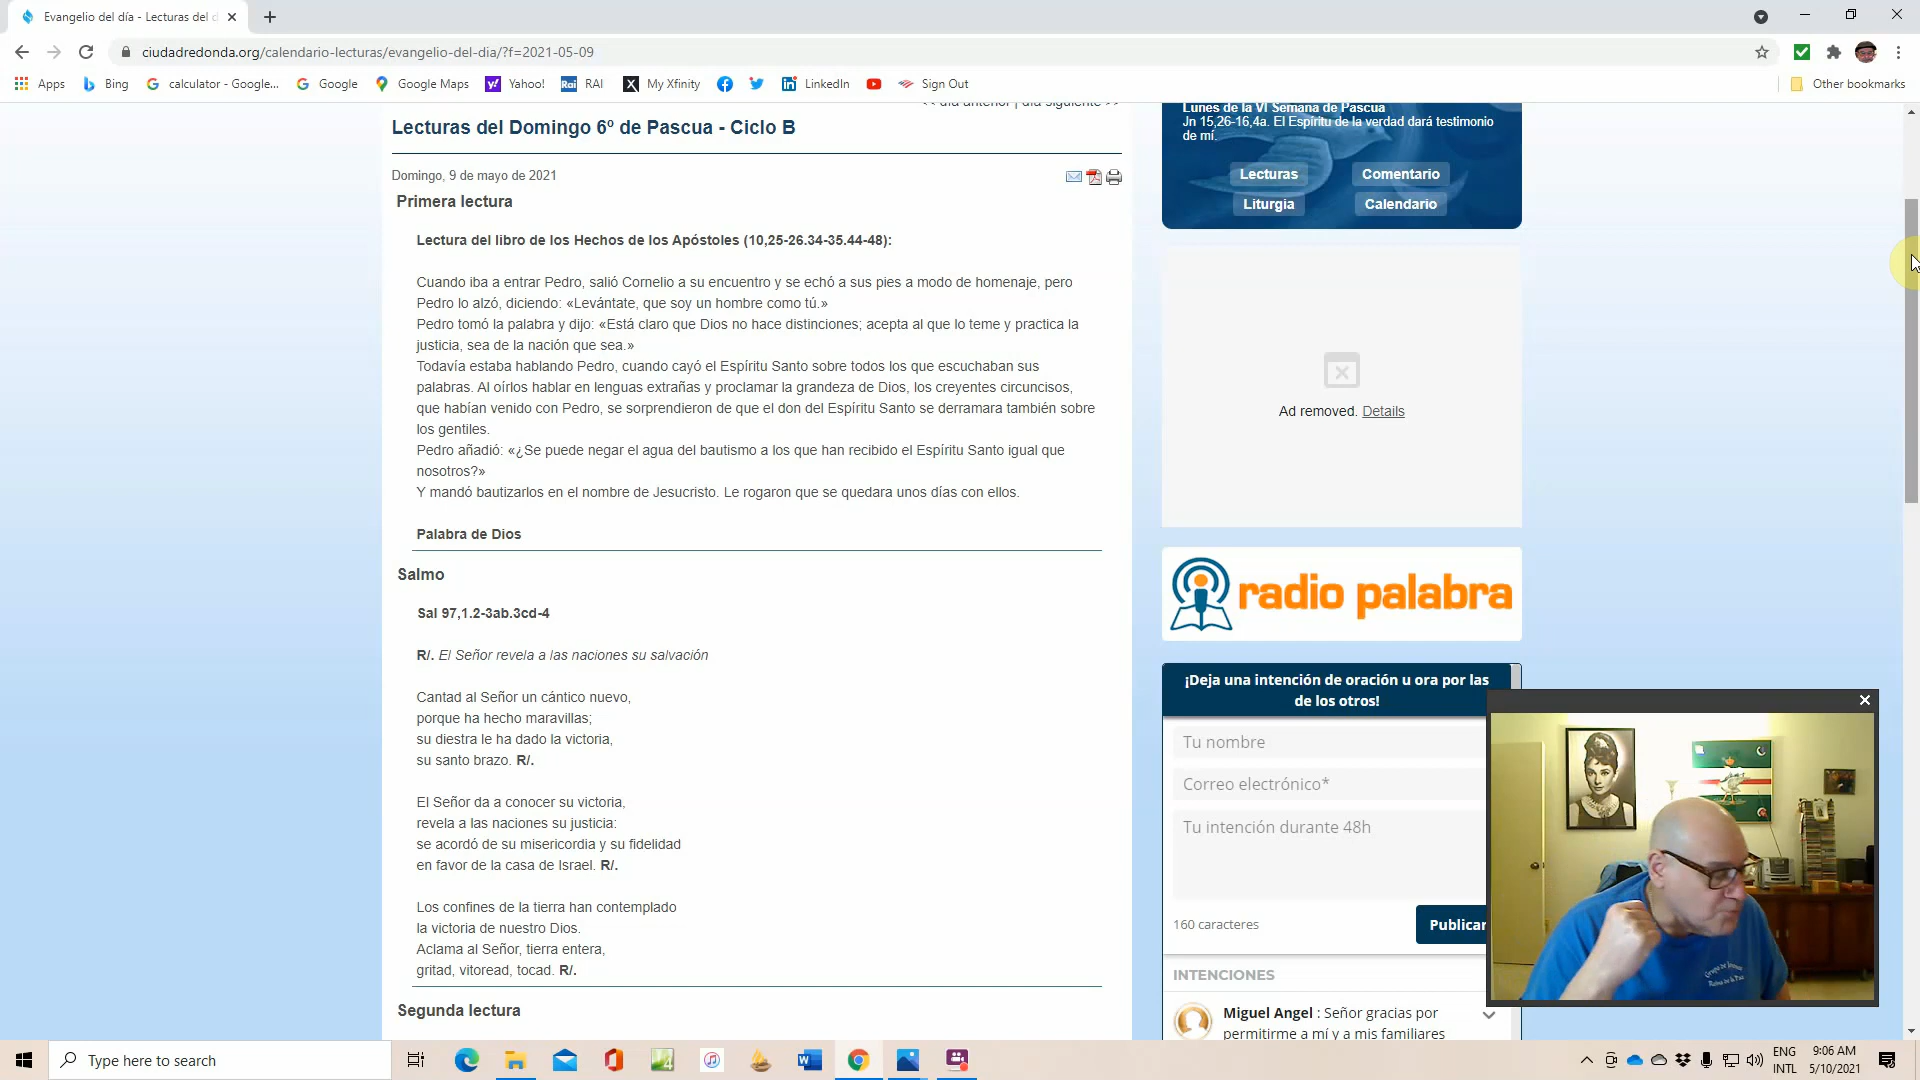 Evangelio del día - Lecturas del d
ciudadredonda.org/calendario-lecturas/evangelio-del-dia/?f=2021-05-09
Apps
Bing
calculator - Google...
Google
Google Maps
Yahoo!
RAI
My Xfinity
LinkedIn
Sign Out
Other bookmarks
<< día anterior | día siguiente >>
Lecturas del Domingo 6º de Pascua - Ciclo B
Domingo, 9 de mayo de 2021
Primera lectura
Lectura del libro de los Hechos de los Apóstoles (10,25-26.34-35.44-48):
Cuando iba a entrar Pedro, salió Cornelio a su encuentro y se echó a sus pies a modo de homenaje, pero
Pedro lo alzó, diciendo: «Levántate, que soy un hombre como tú.»
Pedro tomó la palabra y dijo: «Está claro que Dios no hace distinciones; acepta al que lo teme y practica la
justicia, sea de la nación que sea.»
Todavía estaba hablando Pedro, cuando cayó el Espíritu Santo sobre todos los que escuchaban sus
palabras. Al oírlos hablar en lenguas extrañas y proclamar la grandeza de Dios, los creyentes circuncisos,
que habían venido con Pedro, se sorprendieron de que el don del Espíritu Santo se derramara también sobre
los gentiles.
Pedro añadió: «¿Se puede negar el agua del bautismo a los que han recibido el Espíritu Santo igual que
nosotros?»
Y mandó bautizarlos en el nombre de Jesucristo. Le rogaron que se quedara unos días con ellos.
Palabra de Dios
Salmo
Sal 97,1.2-3ab.3cd-4
R/. El Señor revela a las naciones su salvación
Cantad al Señor un cántico nuevo,
porque ha hecho maravillas;
su diestra le ha dado la victoria,
su santo brazo. R/.
El Señor da a conocer su victoria,
revela a las naciones su justicia:
se acordó de su misericordia y su fidelidad
en favor de la casa de Israel. R/.
Los confines de la tierra han contemplado
la victoria de nuestro Dios.
Aclama al Señor, tierra entera,
gritad, vitoread, tocad. R/.
Segunda lectura
Lunes de la VI Semana de Pascua
Jn 15,26-16,4a. El Espíritu de la verdad dará testimonio
de mí.
Lecturas
Comentario
Liturgia
Calendario
Ad removed. Details
radio palabra
¡Deja una intención de oración u ora por las
de los otros!
Tu nombre
Correo electrónico*
Tu intención durante 48h
160 caracteres
Publicar
INTENCIONES
Miguel Angel : Señor gracias por
permitirme a mí y a mis familiares
Type here to search
ENG
INTL
9:06 AM
5/10/2021